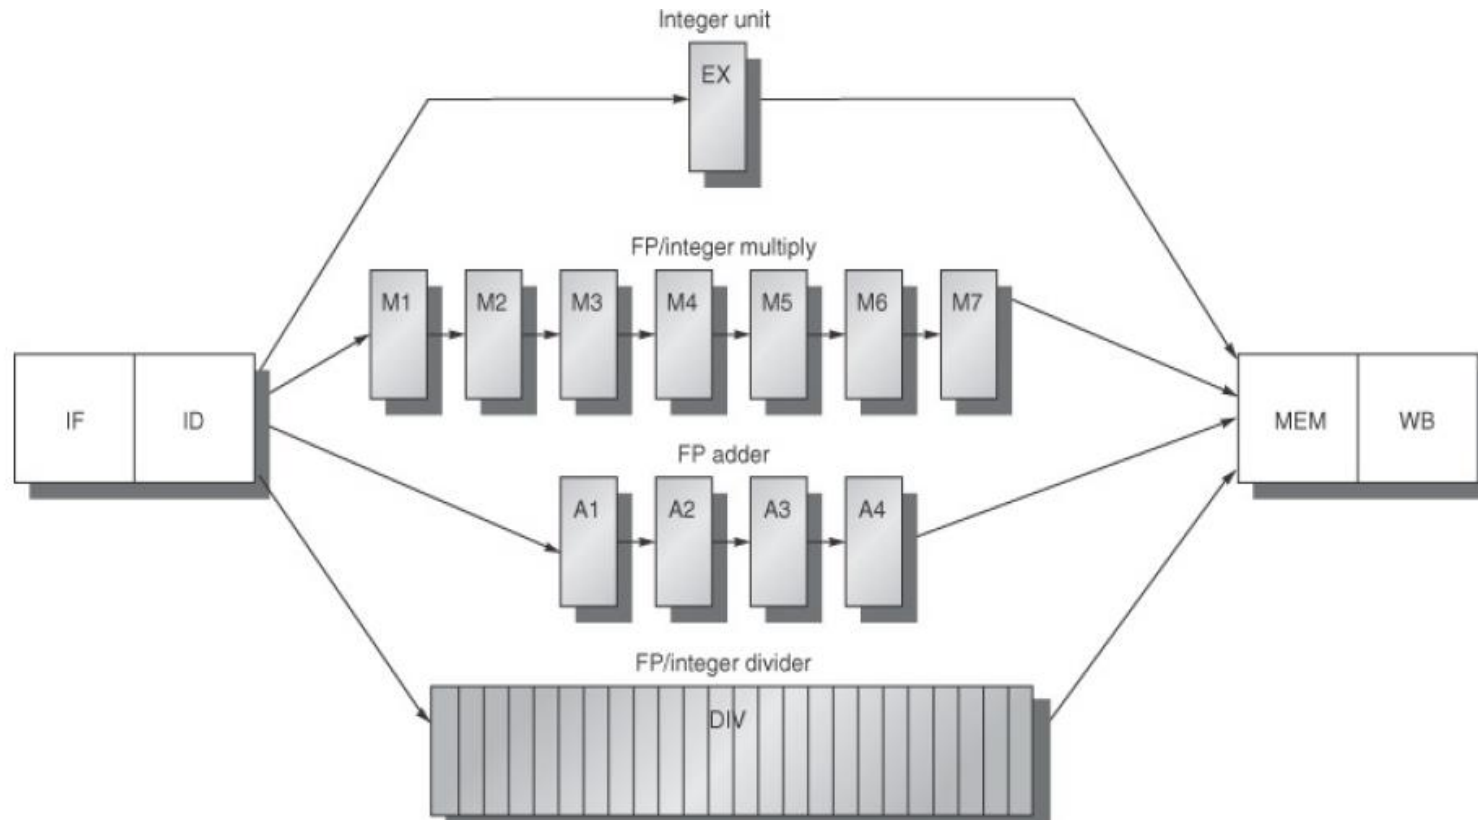 Integer unit
EX
FP/integer multiply
M1 M2 M3 M4 M5 M6 M7
IF ID
MEM WB
FP adder
A1 A2 A3 A4
FP/integer divider
DIV